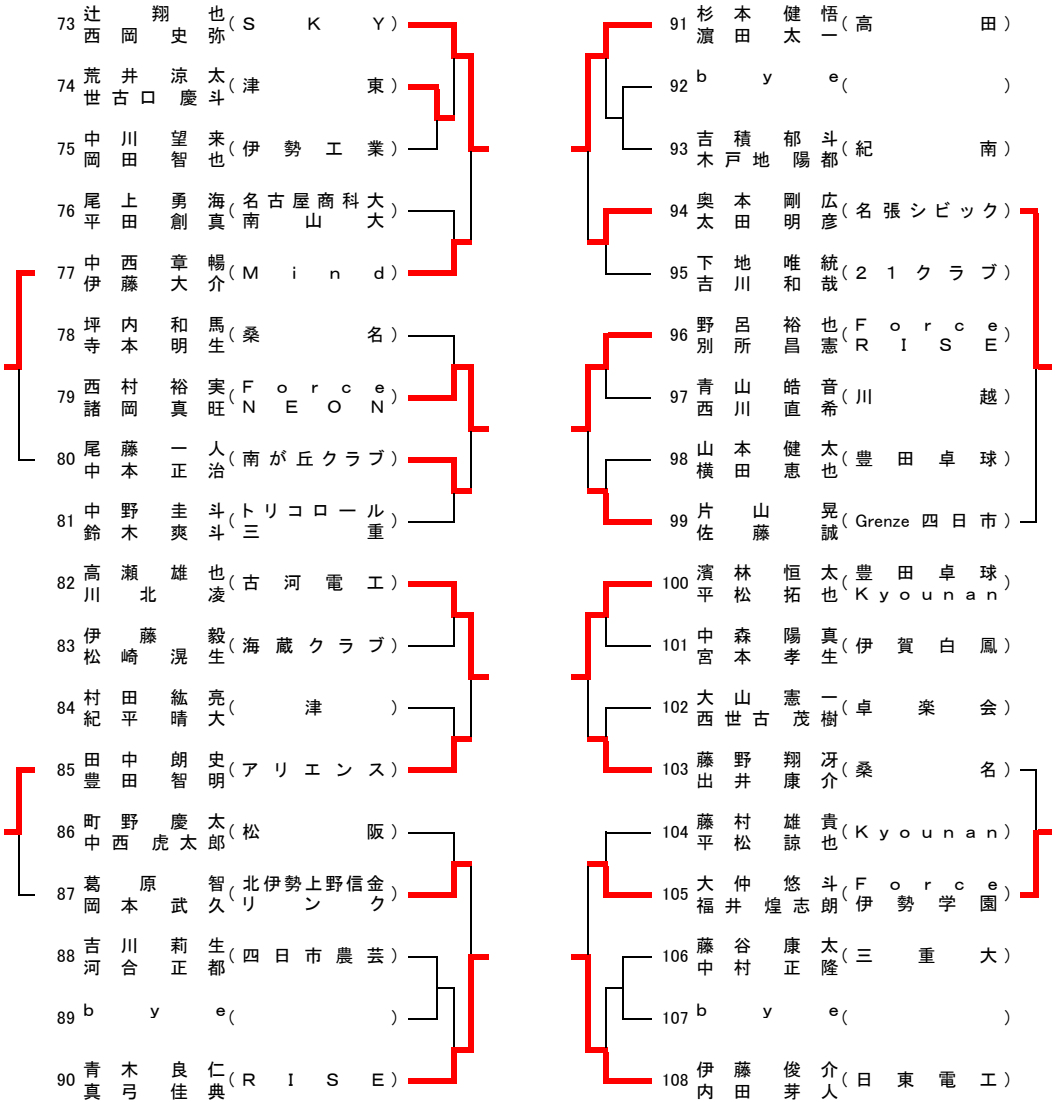 73 辻翔也 (SKY)
西岡史弥
74 荒井涼太 (津東)
世古口慶斗
75 中川望来 (伊勢工業)
岡田智也
76 尾上勇海 (名古屋商科大
平田創真 南山大)
77 中西章暢 (Mind)
伊藤大介
78 坪内和馬 (桑名)
寺本明生
79 西村裕実 (Force
諸岡真旺 NEON)
80 尾藤一人 (南が丘クラブ)
中本正治
81 中野圭斗 (トリコロール
鈴木爽斗 三重)
82 高瀬雄也 (古河電工)
川北凌
83 伊藤毅 (海蔵クラブ)
松崎滉生
84 村田紘亮 (津)
紀平晴大
85 田中朗史 (アリエンス)
豊田智明
86 町野慶太 (松阪)
中西虎太郎
87 葛原智 (北伊勢上野信金
岡本武久 リンク)
88 吉川莉生 (四日市農芸)
河合正都
89 bye ( )
90 青木良仁 (RISE)
真弓佳典
91 杉本健悟 (高田)
濵田太一
92 bye ( )
93 吉積郁斗 (紀南)
木戸地陽都
94 奥本剛広 (名張シビック)
太田明彦
95 下地唯統 (21クラブ)
吉川和哉
96 野呂裕也 (Force
別所昌憲 RISE)
97 青山皓音 (川越)
西川直希
98 山本健太 (豊田卓球)
横田恵也
99 片山晃 (Grenze四日市)
佐藤誠
100 濱林恒太 (豊田卓球
平松拓也 Kyounan)
101 中森陽真 (伊賀白鳳)
宮本孝生
102 大山憲一 (卓楽会)
西世古茂樹
103 藤野翔冴 (桑名)
出井康介
104 藤村雄貴 (Kyounan)
平松諒也
105 大仲悠斗 (Force
福井煌志朗 伊勢学園)
106 藤谷康太 (三重大)
中村正隆
107 bye ( )
108 伊藤俊介 (日東電工)
内田芽人